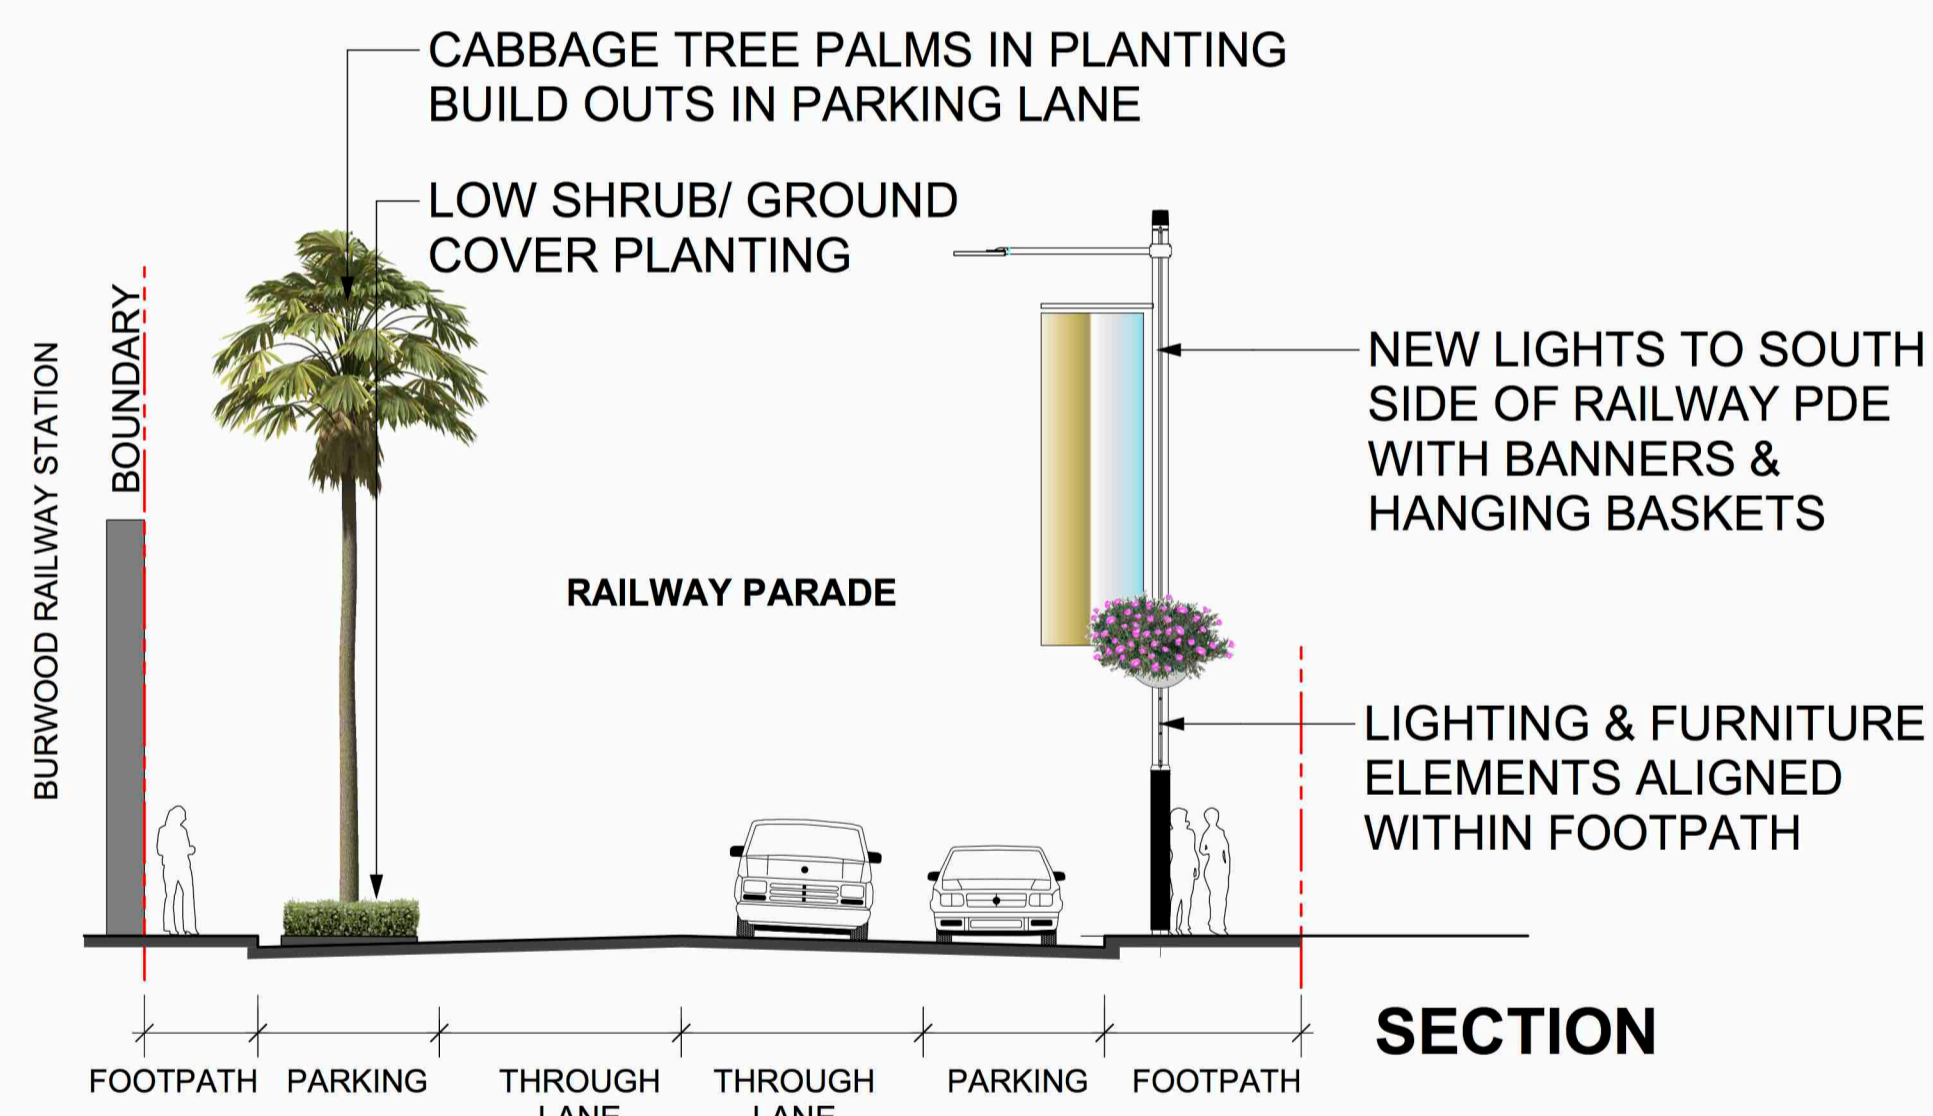 CABBAGE TREE PALMS IN PLANTING
BUILD OUTS IN PARKING LANE
LOW SHRUB/ GROUND
COVER PLANTING
BURWOOD RAILWAY STATION
BOUNDARY
NEW LIGHTS TO SOUTH
SIDE OF RAILWAY PDE
WITH BANNERS &
HANGING BASKETS
RAILWAY PARADE
LIGHTING & FURNITURE
ELEMENTS ALIGNED
WITHIN FOOTPATH
SECTION
FOOTPATH
PARKING
THROUGH
LANE
THROUGH
LANE
PARKING
FOOTPATH